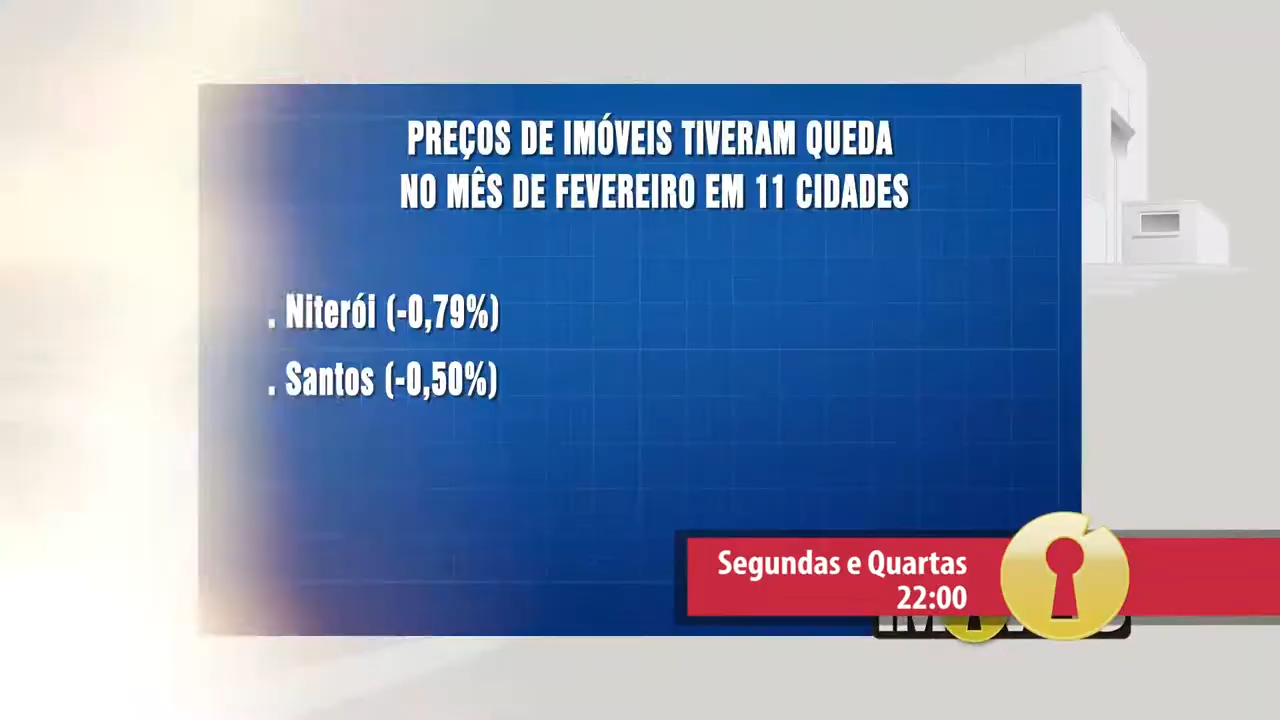 PREÇOS DE IMÓVEIS TIVERAM QUEDA
NO MÊS DE FEVEREIRO EM 11 CIDADES
. Niterói (-0,79%)
. Santos (-0,50%)
Segundas e Quartas
22:00